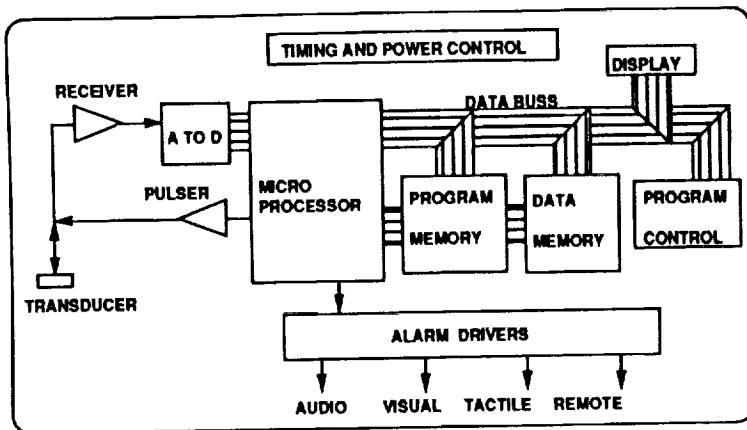 TIMING AND POWER CONTROL
DISPLAY
RECEIVER
DATA BUSS
A TO D
PULSER
MICRO
PROCESSOR
PROGRAM
MEMORY
DATA
MEMORY
PROGRAM
CONTROL
TRANSDUCER
ALARM DRIVERS
AUDIO VISUAL TACTILE REMOTE